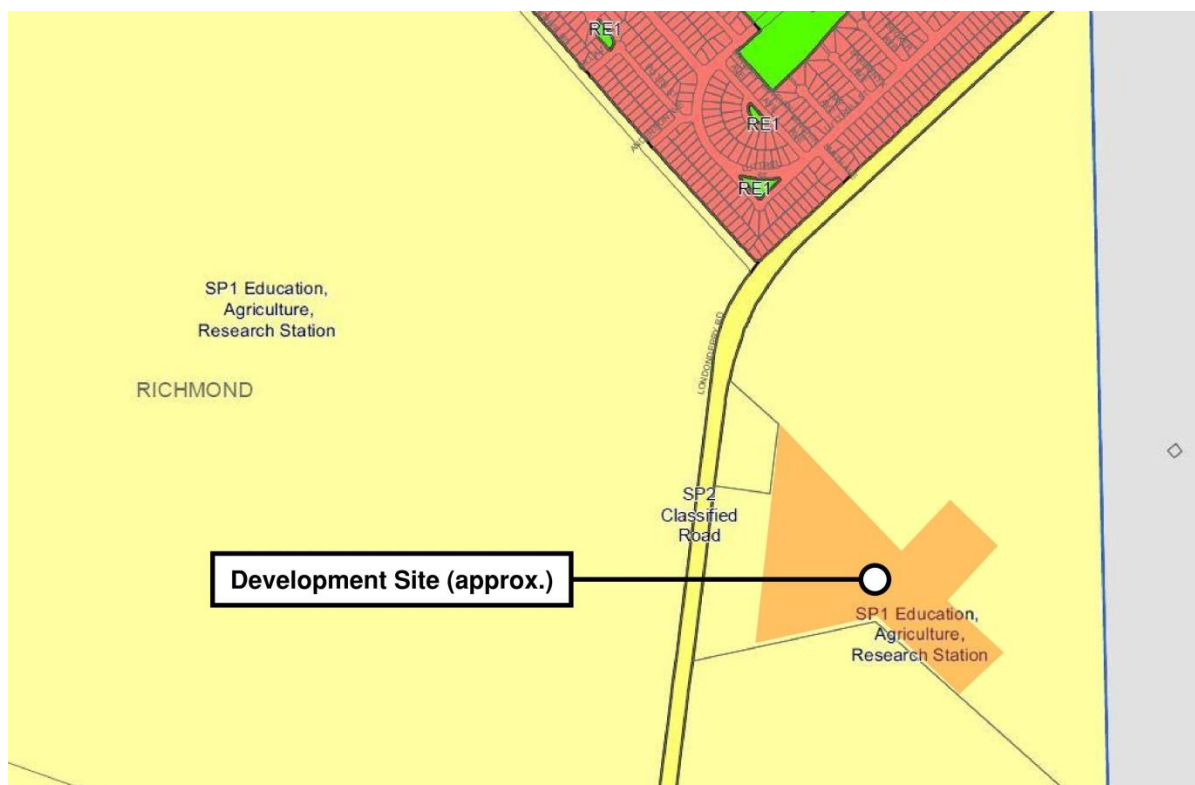 RE1
RE1
RE1
SP1 Education,
Agriculture,
Research Station
LONDONDERRY RD
RICHMOND
SP2
Classified
Road
Development Site (approx.)
SP1 Education,
Agriculture,
Research Station